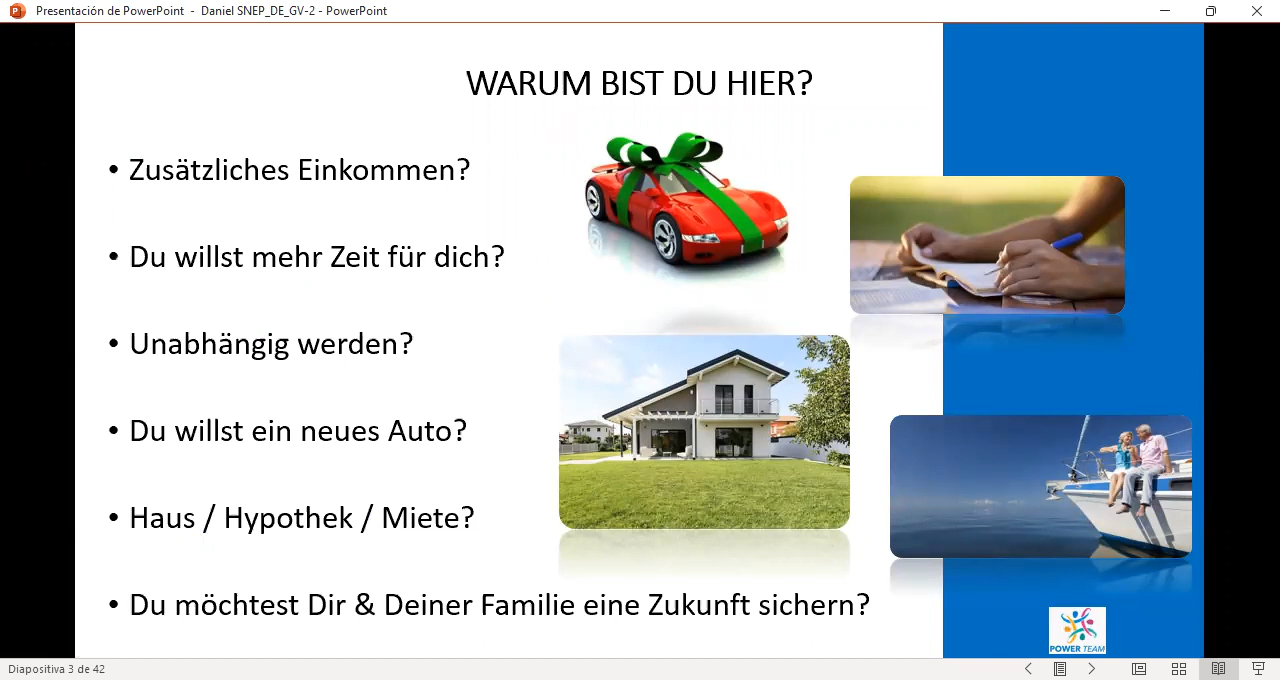 Presentación de PowerPoint - Daniel SNEP_DE_GV-2 - PowerPoint
WARUM BIST DU HIER?
• Zusätzliches Einkommen?
• Du willst mehr Zeit für dich?
• Unabhängig werden?
• Du willst ein neues Auto?
• Haus / Hypothek / Miete?
• Du möchtest Dir & Deiner Familie eine Zukunft sichern?
POWER TEAM
Diapositiva 3 de 42